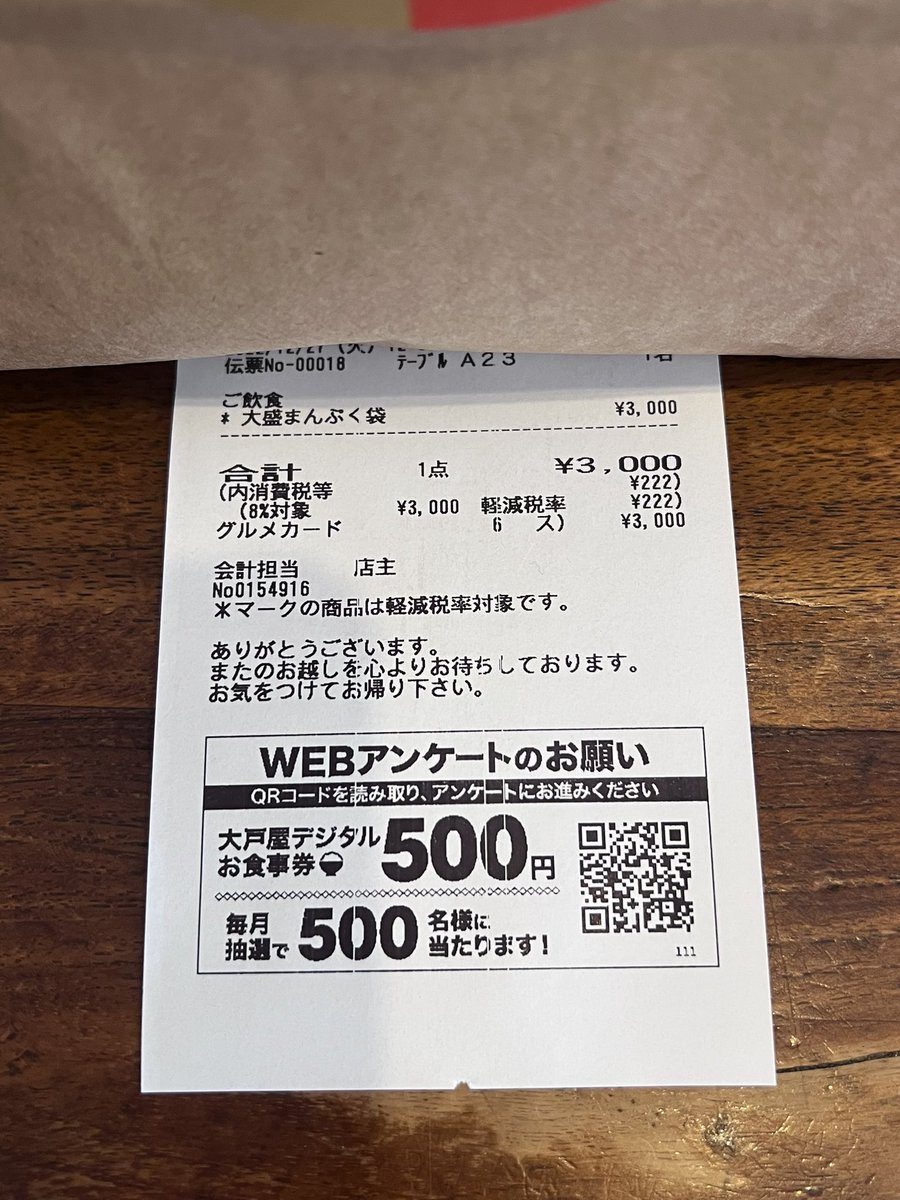 伝票No-00018 テーブル A23 1名
ご飲食
* 大盛まんぷく袋 ¥3,000
合計 1点 ¥3,000
(内消費税等 ¥222)
(8%対象 ¥3,000 軽減税率 ¥222)
グルメカード 6 ス) ¥3,000
会計担当 店主
No0154916
*マークの商品は軽減税率対象です。
ありがとうございます。
またのお越しを心よりお待ちしております。
お気をつけてお帰り下さい。
WEBアンケートのお願い
QRコードを読み取り、アンケートにお進みください
大戸屋デジタル
お食事券 500円
毎月
抽選で 500 名様に
当たります!
111